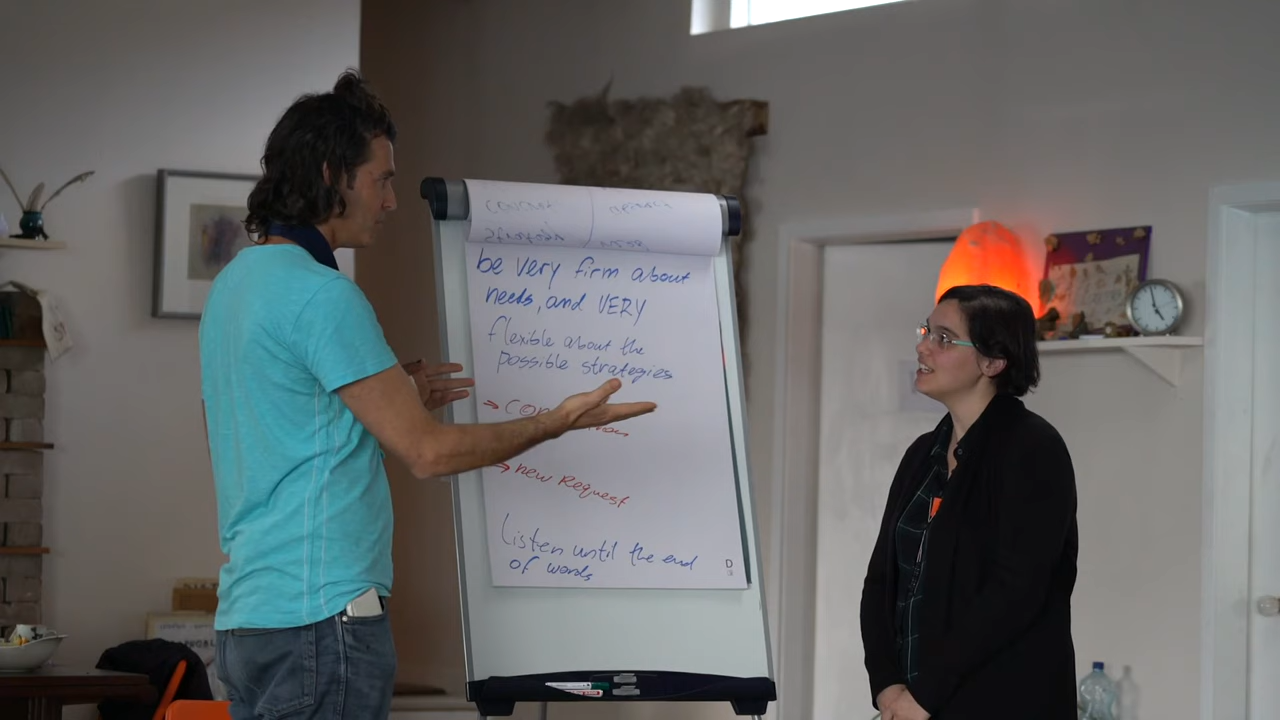 be very firm about
needs, and VERY
flexible about the
possible strategies
→ new Request
Listen until the end
of words